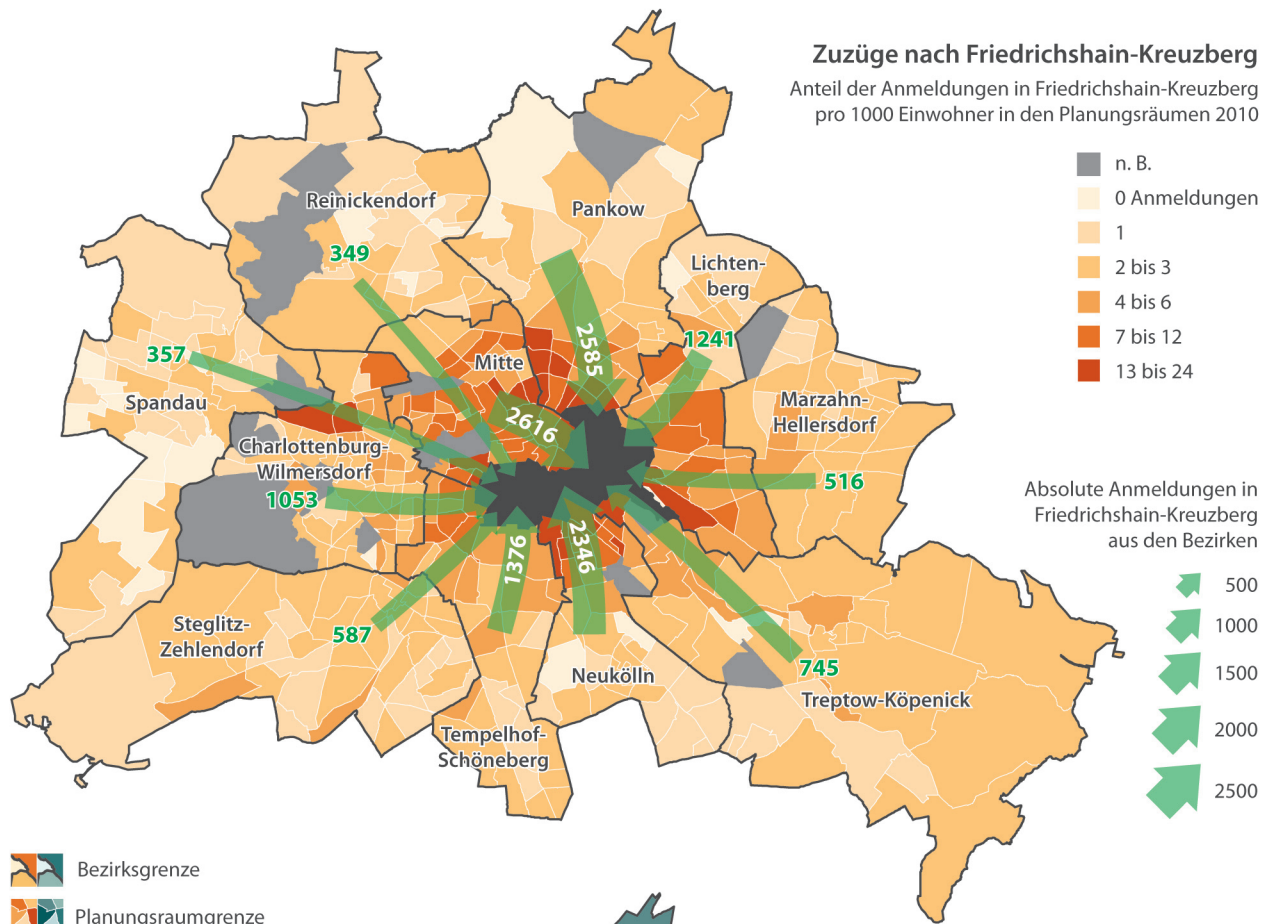 Zuzüge nach Friedrichshain-Kreuzberg
Anteil der Anmeldungen in Friedrichshain-Kreuzberg
pro 1000 Einwohner in den Planungsräumen 2010
n. B.
0 Anmeldungen
1
2 bis 3
4 bis 6
7 bis 12
13 bis 24
Reinickendorf
349
Pankow
2585
Lichten-
berg
1241
357
Spandau
Mitte
2616
Marzahn-
Hellersdorf
516
Charlottenburg-
Wilmersdorf
1053
1376
2346
Steglitz-
Zehlendorf
587
Neukölln
745
Treptow-Köpenick
Tempelhof-
Schöneberg
Absolute Anmeldungen in
Friedrichshain-Kreuzberg
aus den Bezirken
500
1000
1500
2000
2500
Bezirksgrenze
Planungsraumgrenze